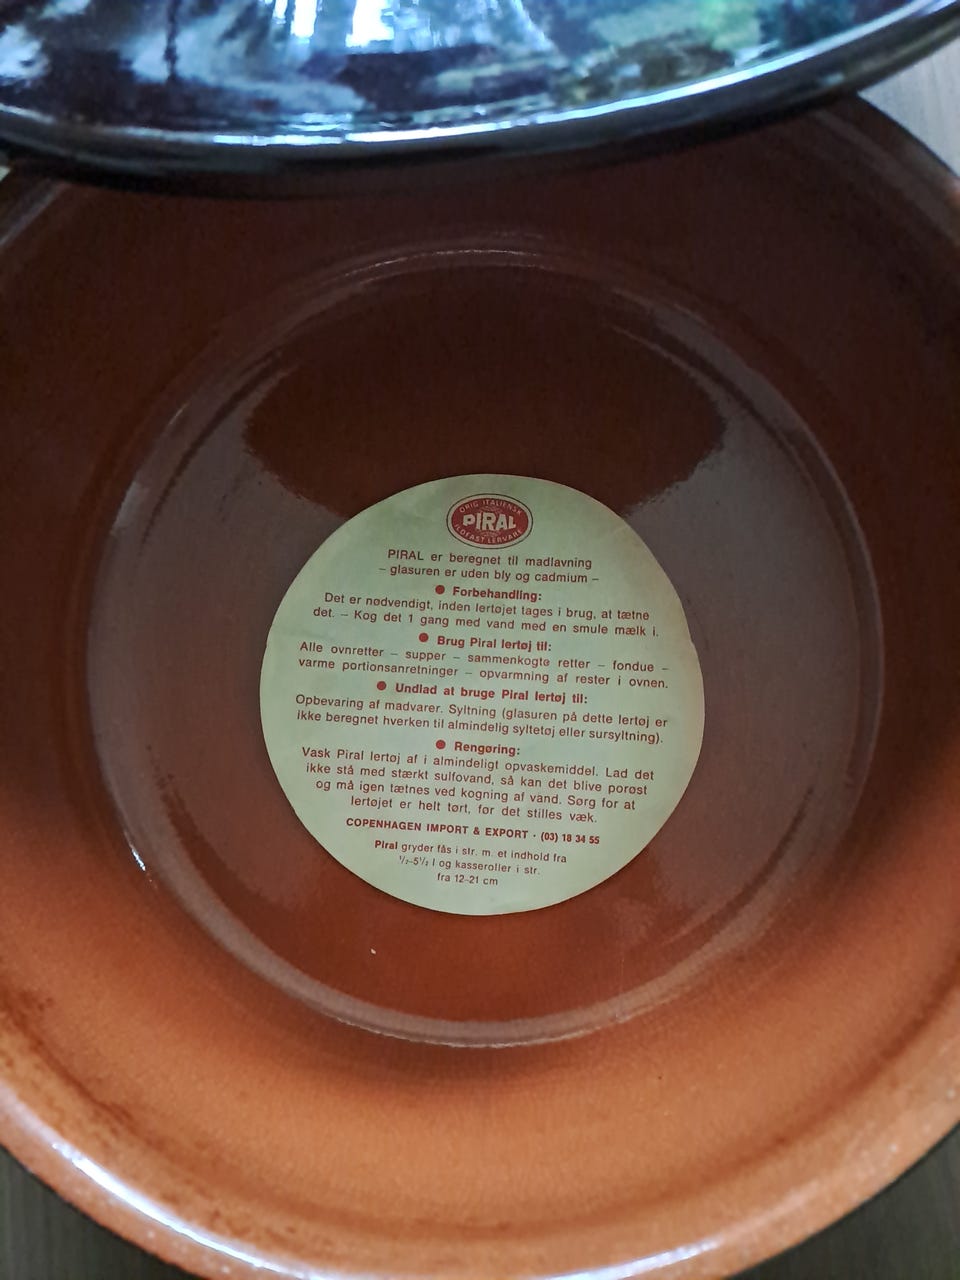 ORIG. ITALIENSK
PIRAL
ILDFAST LERVARE
PIRAL er beregnet til madlavning
– glasuren er uden bly og cadmium –
● Forbehandling:
Det er nødvendigt, inden lertøjet tages i brug, at tætne
det. – Kog det 1 gang med vand med en smule mælk i.
● Brug Piral lertøj til:
Alle ovnretter – supper – sammenkogte retter – fondue –
varme portionsanretninger – opvarmning af rester i ovnen.
● Undlad at bruge Piral lertøj til:
Opbevaring af madvarer. Syltning (glasuren på dette lertøj er
ikke beregnet hverken til almindelig syltetøj eller sursyltning).
● Rengøring:
Vask Piral lertøj af i almindeligt opvaskemiddel. Lad det
ikke stå med stærkt sulfovand, så kan det blive porøst
og må igen tætnes ved kogning af vand. Sørg for at
lertøjet er helt tørt, før det stilles væk.
COPENHAGEN IMPORT & EXPORT · (03) 18 34 55
Piral gryder fås i str. m. et indhold fra
½–5½ l og kasseroller i str.
fra 12–21 cm